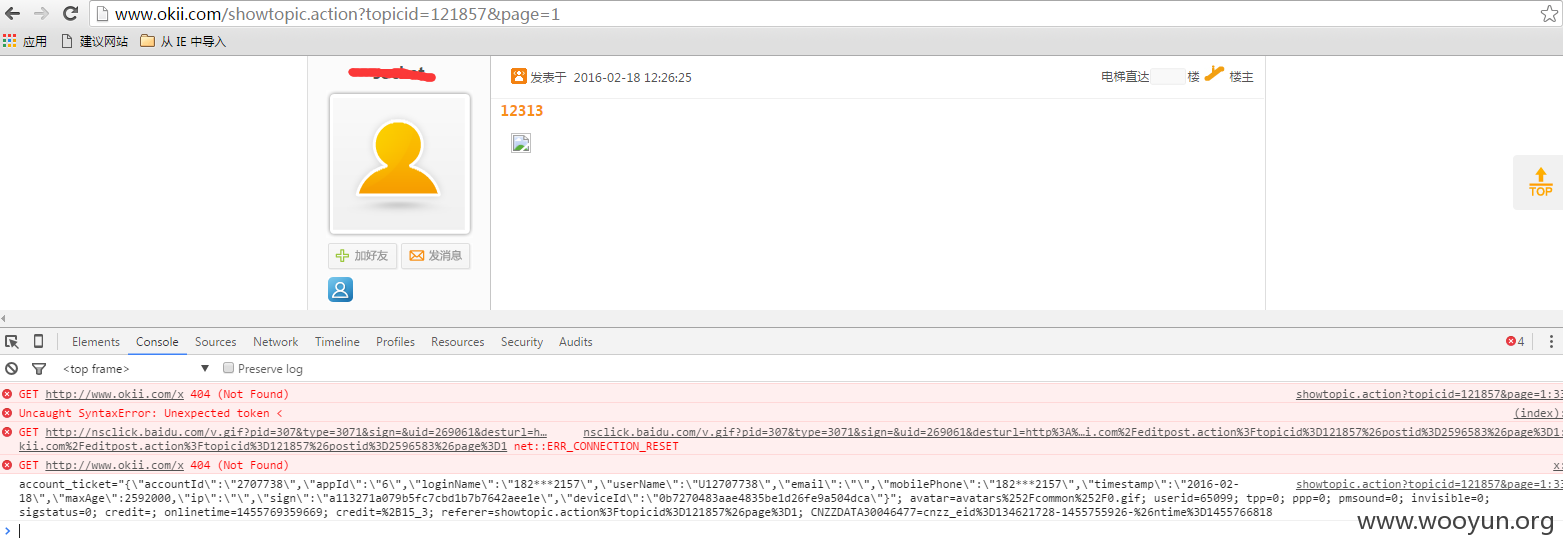 www.okii.com/showtopic.action?topicid=121857&page=1
应用 建议网站 从 IE 中导入
发表于 2016-02-18 12:26:25 电梯直达 楼 楼主
12313
TOP
加好友 发消息
Elements Console Sources Network Timeline Profiles Resources Security Audits 4
<top frame> Preserve log
GET http://www.okii.com/x 404 (Not Found) showtopic.action?topicid=121857&page=1:33
Uncaught SyntaxError: Unexpected token < (index):
GET http://nsclick.baidu.com/v.gif?pid=307&type=3071&sign=&uid=269061&desturl=h… nsclick.baidu.com/v.gif?pid=307&type=3071&sign=&uid=269061&desturl=http%3A%…i.com%2Feditpost.action%3Ftopicid%3D121857%26postid%3D2596583%26page%3D1:
kii.com%2Feditpost.action%3Ftopicid%3D121857%26postid%3D2596583%26page%3D1 net::ERR_CONNECTION_RESET
GET http://www.okii.com/x 404 (Not Found) x:
account_ticket="{\"accountId\":\"2707738\",\"appId\":\"6\",\"loginName\":\"182***2157\",\"userName\":\"U12707738\",\"email\":\"\",\"mobilePhone\":\"182***2157\",\"timestamp\":\"2016-02- showtopic.action?topicid=121857&page=1:33
18\",\"maxAge\":2592000,\"ip\":\"\",\"sign\":\"a113271a079b5fc7cbd1b7b7642aee1e\",\"deviceId\":\"0b7270483aae4835be1d26fe9a504dca\"}"; avatar=avatars%252Fcommon%252F0.gif; userid=65099; tpp=0; ppp=0; pmsound=0; invisible=0;
sigstatus=0; credit=; onlinetime=1455769359669; credit=%2B15_3; referer=showtopic.action%3Ftopicid%3D121857%26page%3D1; CNZZDATA30046477=cnzz_eid%3D134621728-1455755926-%26ntime%3D1455766818
www.wooyun.org